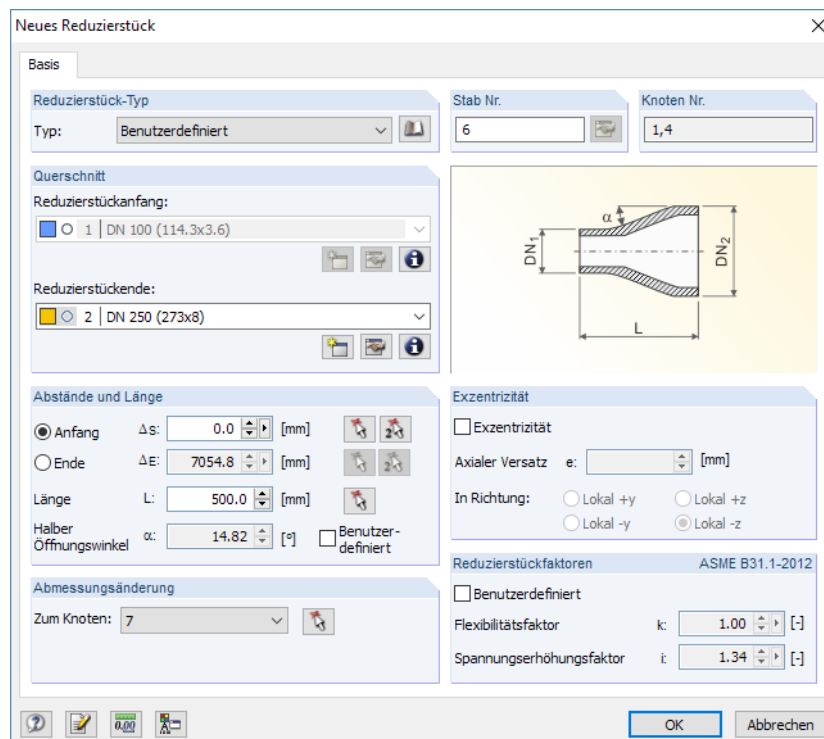 Neues Reduzierstück
Basis
Reduzierstück-Typ
Typ: Benutzerdefiniert
Stab Nr.
6
Knoten Nr.
1,4
Querschnitt
Reduzierstückanfang:
1 | DN 100 (114.3x3.6)
Reduzierstückende:
2 | DN 250 (273x8)
α
DN1
DN2
L
Abstände und Länge
Anfang Δs: 0.0 [mm]
Ende ΔE: 7054.8 [mm]
Länge L: 500.0 [mm]
Halber
Öffnungswinkel α: 14.82 [°] Benutzer-
definiert
Exzentrizität
Exzentrizität
Axialer Versatz e: [mm]
In Richtung: Lokal +y Lokal +z
Lokal -y Lokal -z
Abmessungsänderung
Zum Knoten: 7
Reduzierstückfaktoren ASME B31.1-2012
Benutzerdefiniert
Flexibilitätsfaktor k: 1.00 [-]
Spannungserhöhungsfaktor i: 1.34 [-]
0.00
OK Abbrechen